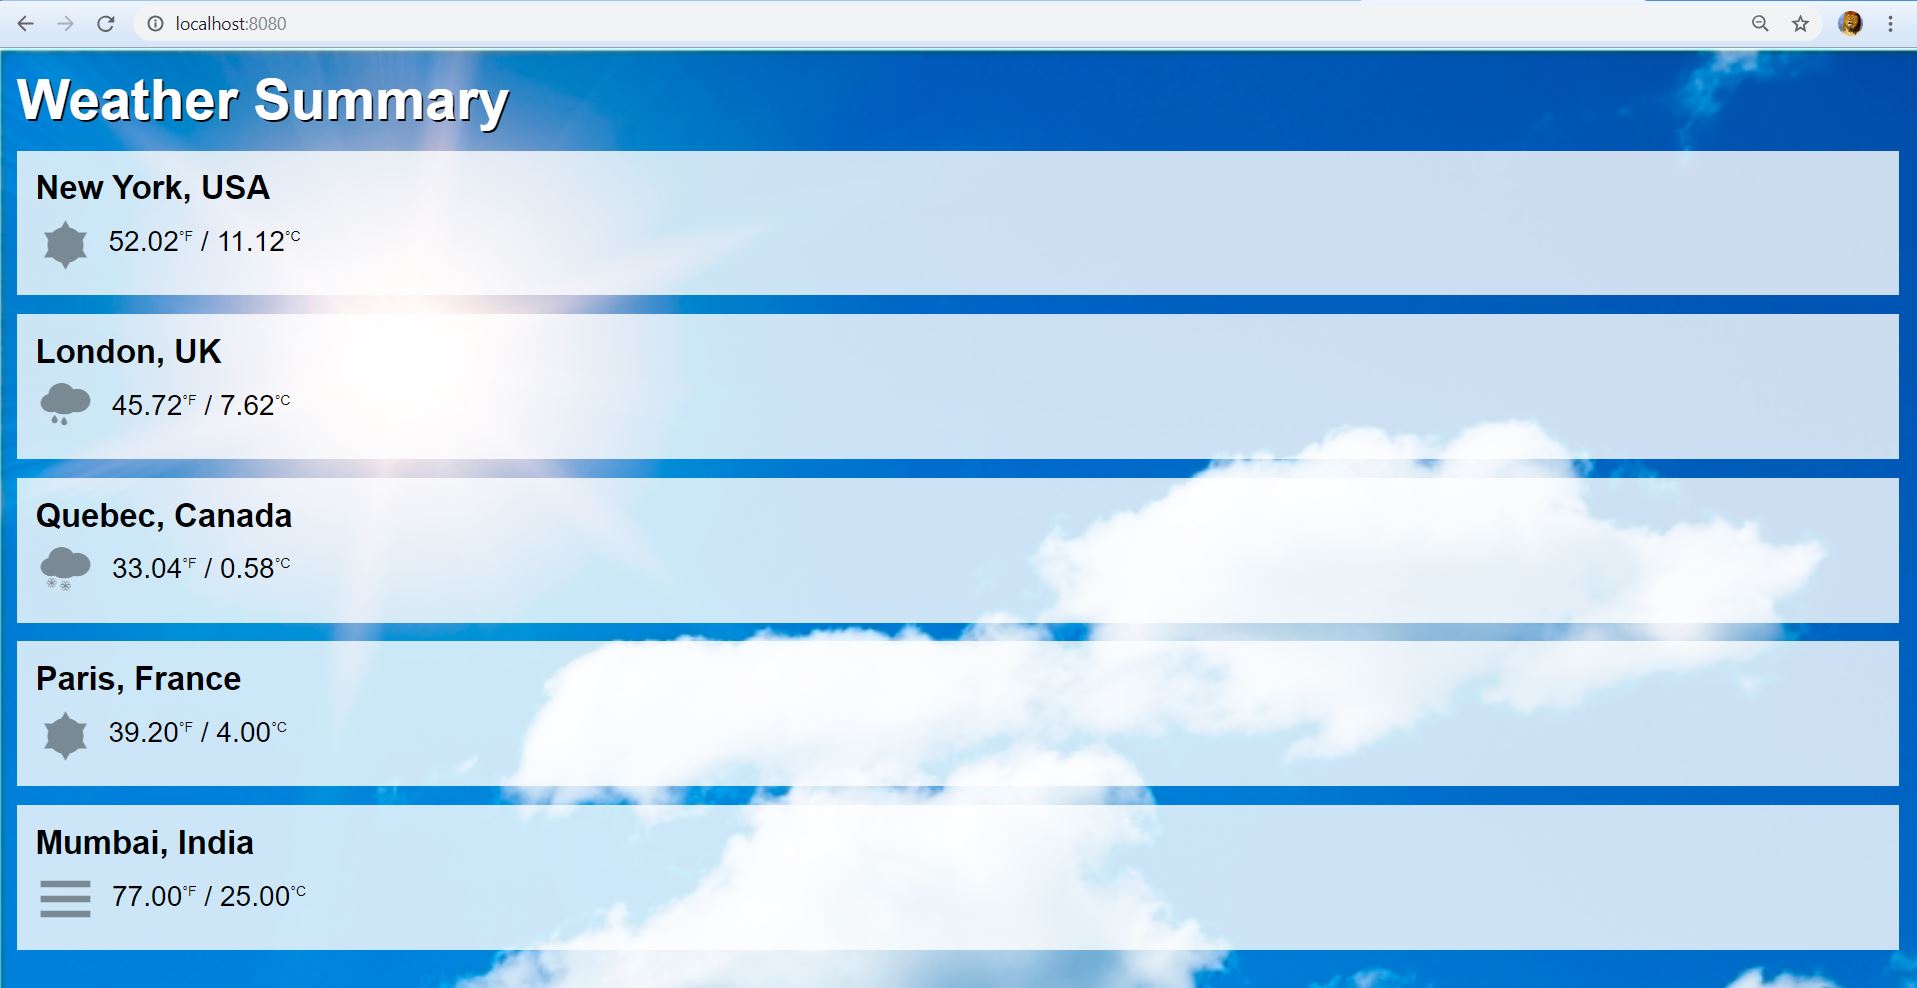 localhost:8080
Weather Summary
New York, USA
52.02°F / 11.12°C
London, UK
45.72°F / 7.62°C
Quebec, Canada
33.04°F / 0.58°C
Paris, France
39.20°F / 4.00°C
Mumbai, India
77.00°F / 25.00°C